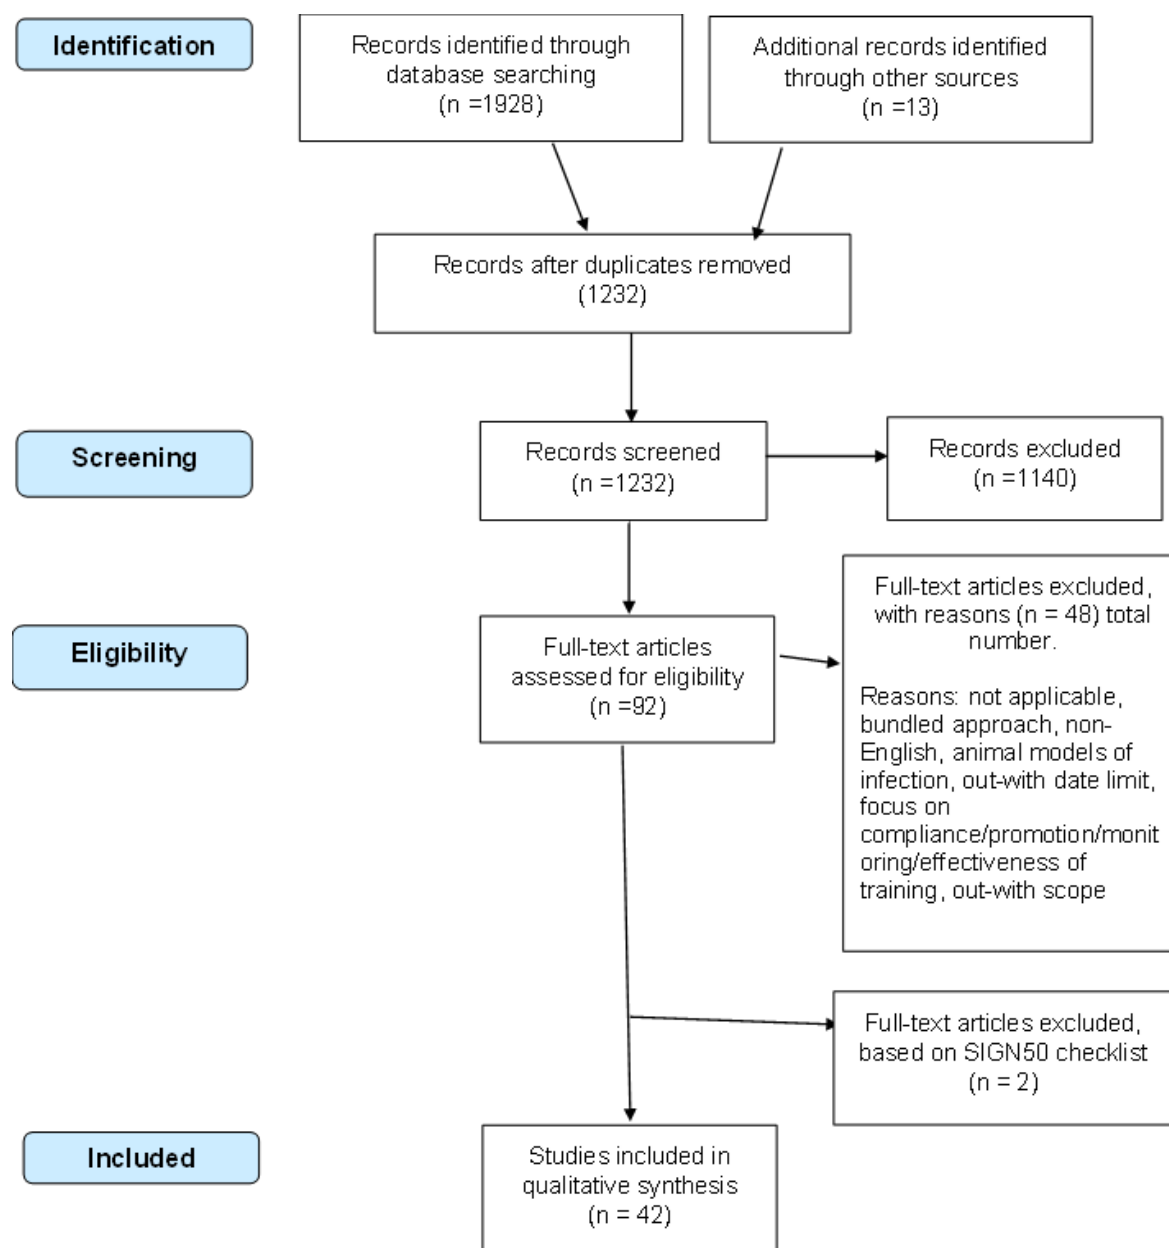 Identification
Records identified through
database searching
(n =1928)
Additional records identified
through other sources
(n =13)
Records after duplicates removed
(1232)
Screening
Records screened
(n =1232)
Records excluded
(n =1140)
Eligibility
Full-text articles
assessed for eligibility
(n =92)
Full-text articles excluded,
with reasons (n = 48) total
number.
Reasons: not applicable,
bundled approach, non-
English, animal models of
infection, out-with date limit,
focus on
compliance/promotion/monit
oring/effectiveness of
training, out-with scope
Full-text articles excluded,
based on SIGN50 checklist
(n = 2)
Included
Studies included in
qualitative synthesis
(n = 42)